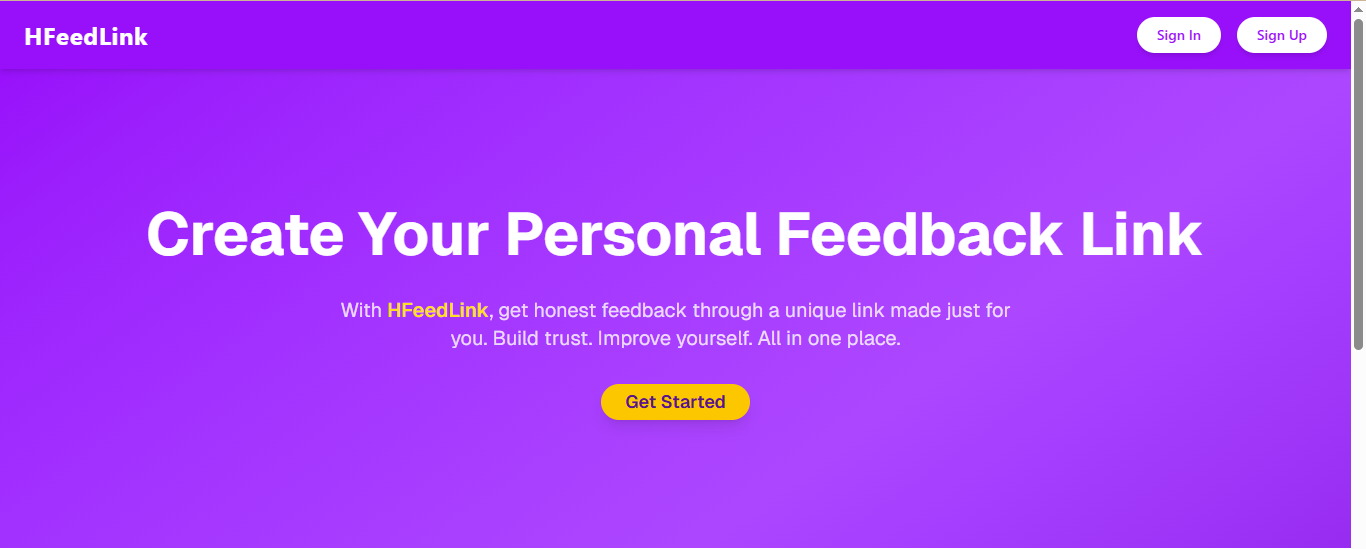 HFeedLink
Sign In
Sign Up
Create Your Personal Feedback Link
With HFeedLink, get honest feedback through a unique link made just for
you. Build trust. Improve yourself. All in one place.
Get Started